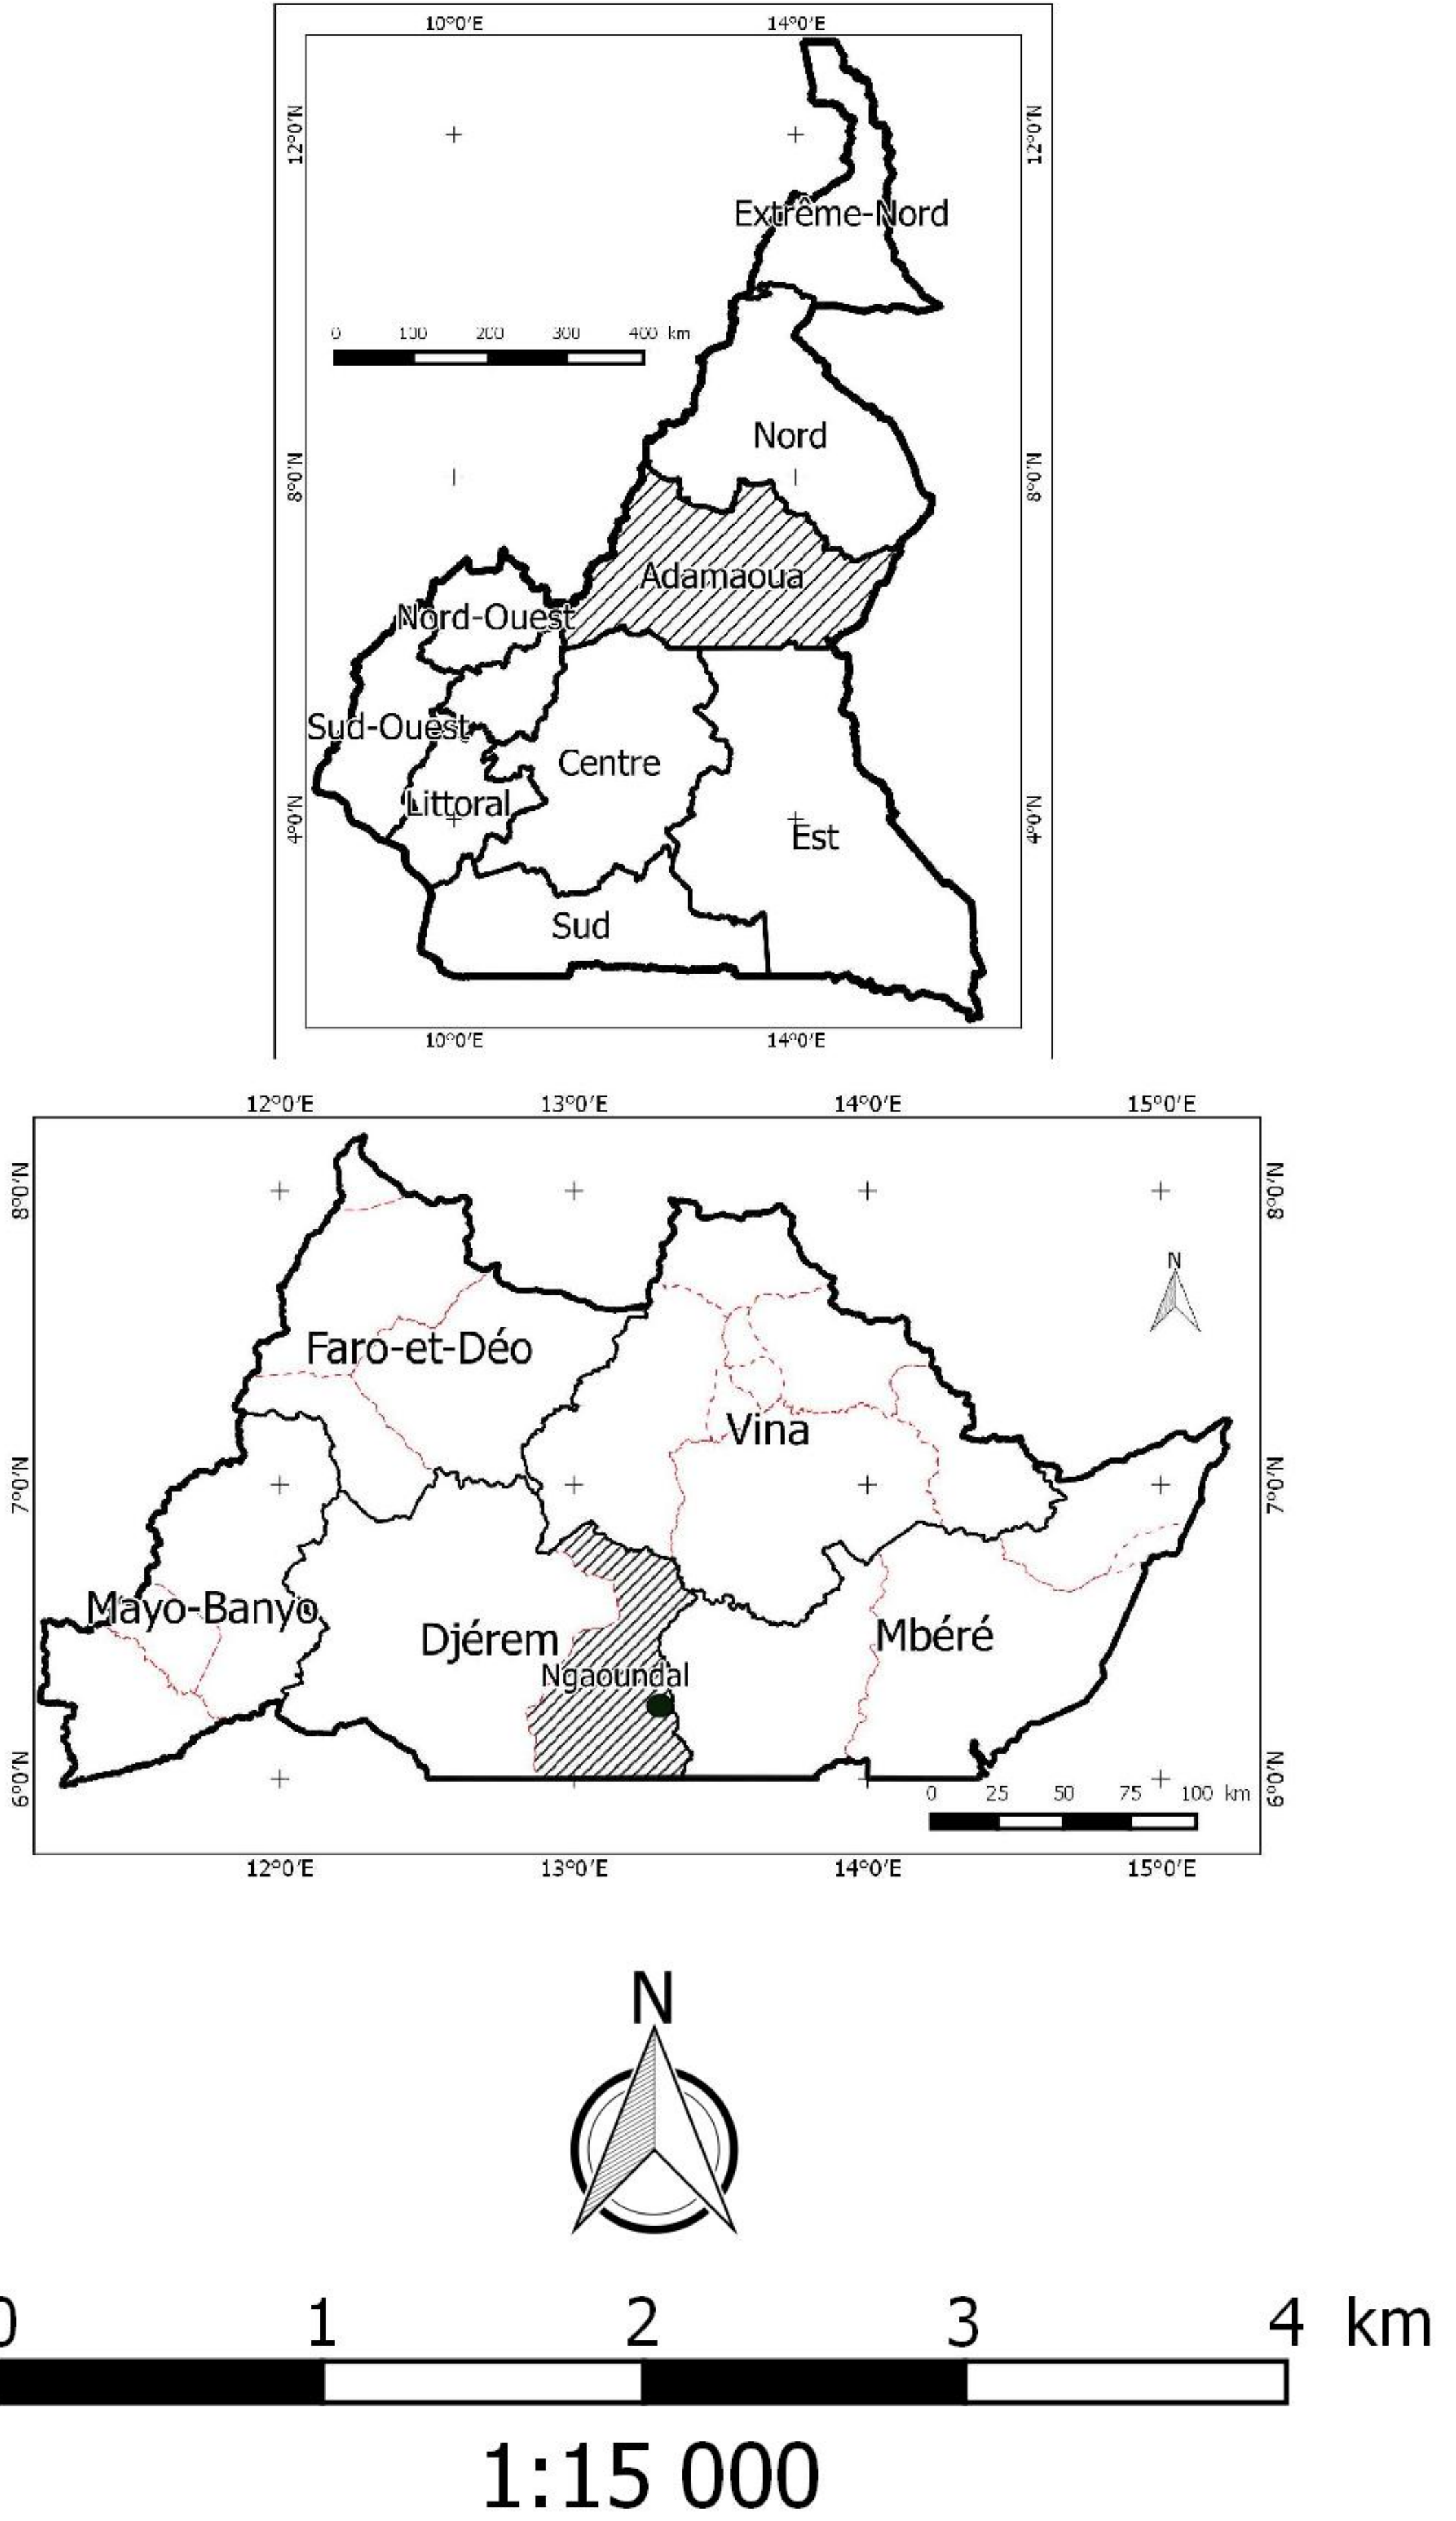 10°0'E 14°0'E
12°0'N 12°0'N
Extrême-Nord
0 100 200 300 400 km
Nord
8°0'N 8°0'N
Adamaoua
Nord-Ouest
Sud-Ouest
Centre
Littoral
4°0'N 4°0'N
Est
Sud
10°0'E 14°0'E
12°0'E 13°0'E 14°0'E 15°0'E
8°0'N 8°0'N
N
Faro-et-Déo
Vina
7°0'N 7°0'N
Mayo-Banyo
Djérem
Mbéré
Ngaoundal
6°0'N 6°0'N
0 25 50 75 100 km
12°0'E 13°0'E 14°0'E 15°0'E
N
0 1 2 3 4 km
1:15 000